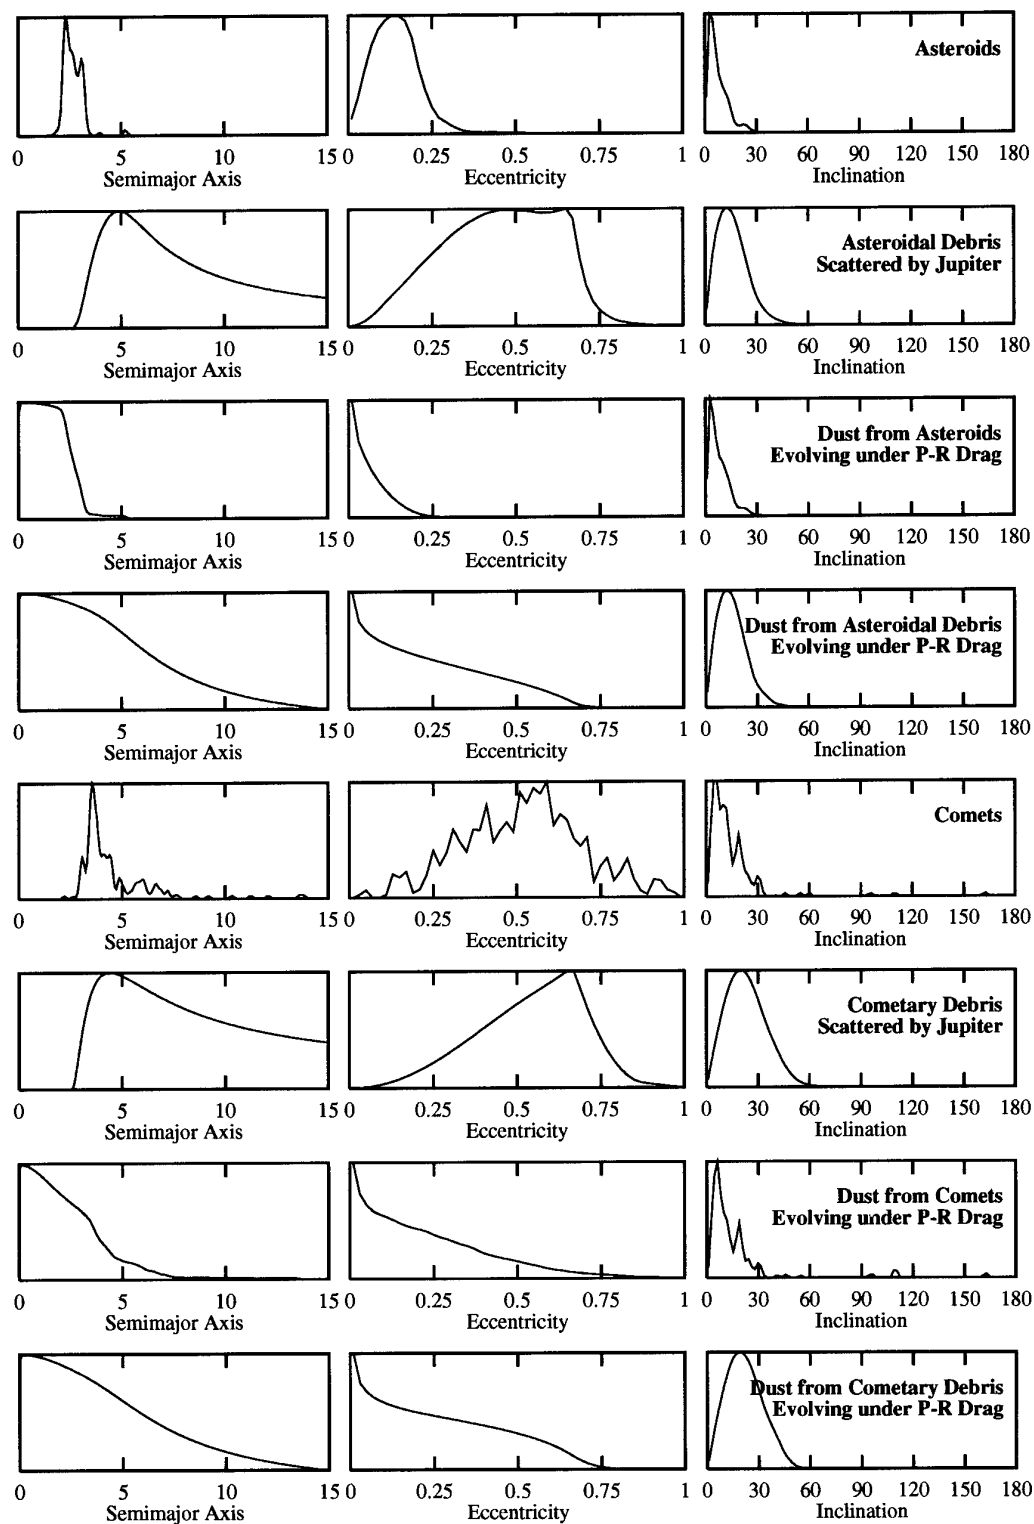 Asteroids
0 5 10 15 0 0.25 0.5 0.75 1 0 30 60 90 120 150 180
Semimajor Axis Eccentricity Inclination
Asteroidal Debris
Scattered by Jupiter
0 5 10 15 0 0.25 0.5 0.75 1 0 30 60 90 120 150 180
Semimajor Axis Eccentricity Inclination
Dust from Asteroids
Evolving under P-R Drag
0 5 10 15 0 0.25 0.5 0.75 1 0 30 60 90 120 150 180
Semimajor Axis Eccentricity Inclination
Dust from Asteroidal Debris
Evolving under P-R Drag
0 5 10 15 0 0.25 0.5 0.75 1 0 30 60 90 120 150 180
Semimajor Axis Eccentricity Inclination
Comets
0 5 10 15 0 0.25 0.5 0.75 1 0 30 60 90 120 150 180
Semimajor Axis Eccentricity Inclination
Cometary Debris
Scattered by Jupiter
0 5 10 15 0 0.25 0.5 0.75 1 0 30 60 90 120 150 180
Semimajor Axis Eccentricity Inclination
Dust from Comets
Evolving under P-R Drag
0 5 10 15 0 0.25 0.5 0.75 1 0 30 60 90 120 150 180
Semimajor Axis Eccentricity Inclination
Dust from Cometary Debris
Evolving under P-R Drag
0 5 10 15 0 0.25 0.5 0.75 1 0 30 60 90 120 150 180
Semimajor Axis Eccentricity Inclination